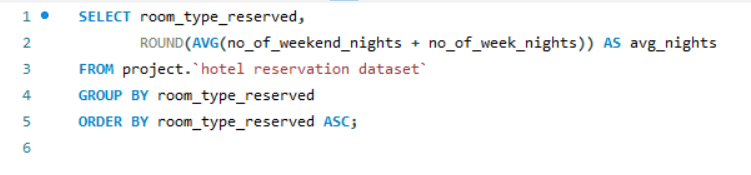 1 SELECT room_type_reserved,
2 ROUND(AVG(no_of_weekend_nights + no_of_week_nights)) AS avg_nights
3 FROM project.`hotel reservation dataset`
4 GROUP BY room_type_reserved
5 ORDER BY room_type_reserved ASC;
6